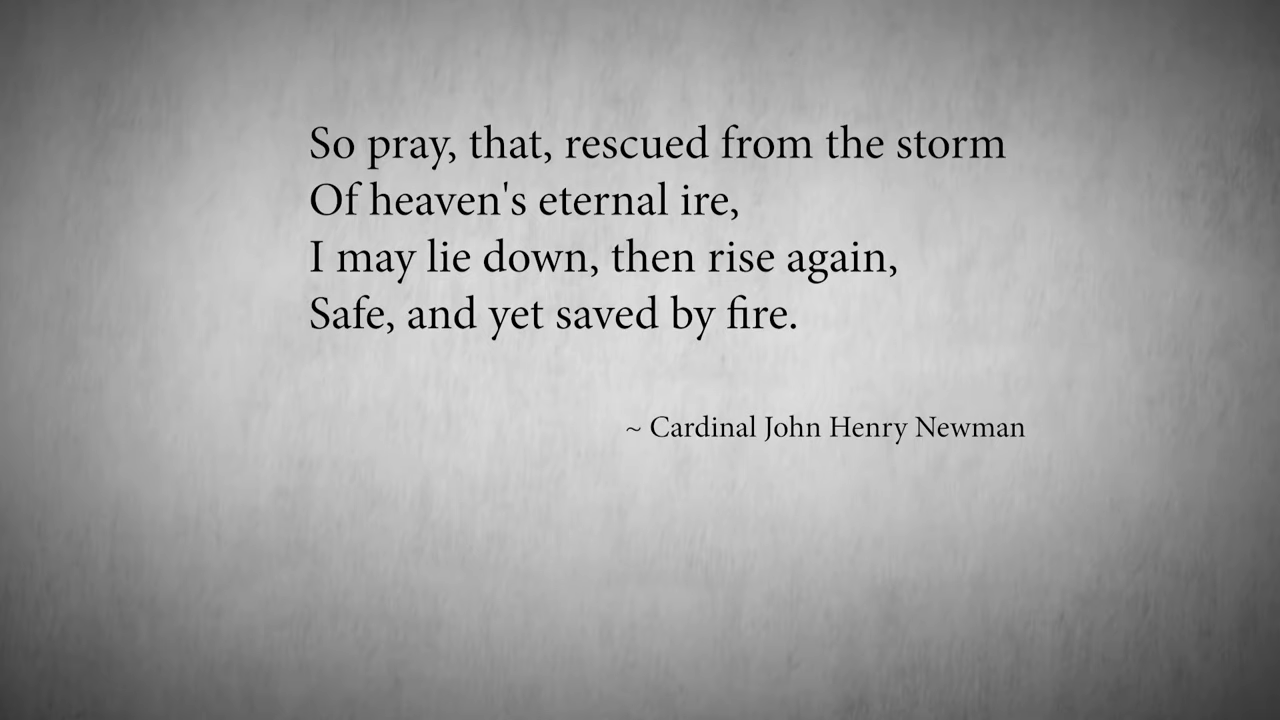 So pray, that, rescued from the storm
Of heaven's eternal ire,
I may lie down, then rise again,
Safe, and yet saved by fire.
~ Cardinal John Henry Newman